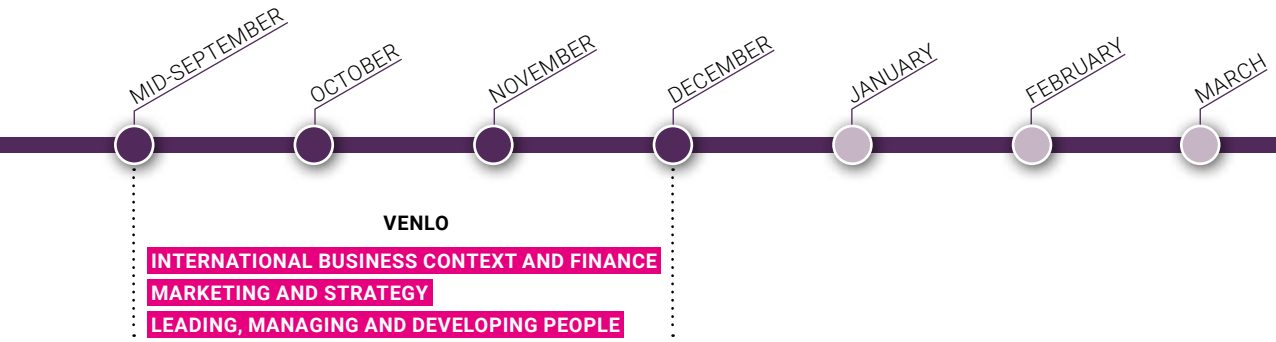 MID-SEPTEMBER
OCTOBER
NOVEMBER
DECEMBER
JANUARY
FEBRUARY
MARCH
VENLO
INTERNATIONAL BUSINESS CONTEXT AND FINANCE
MARKETING AND STRATEGY
LEADING, MANAGING AND DEVELOPING PEOPLE